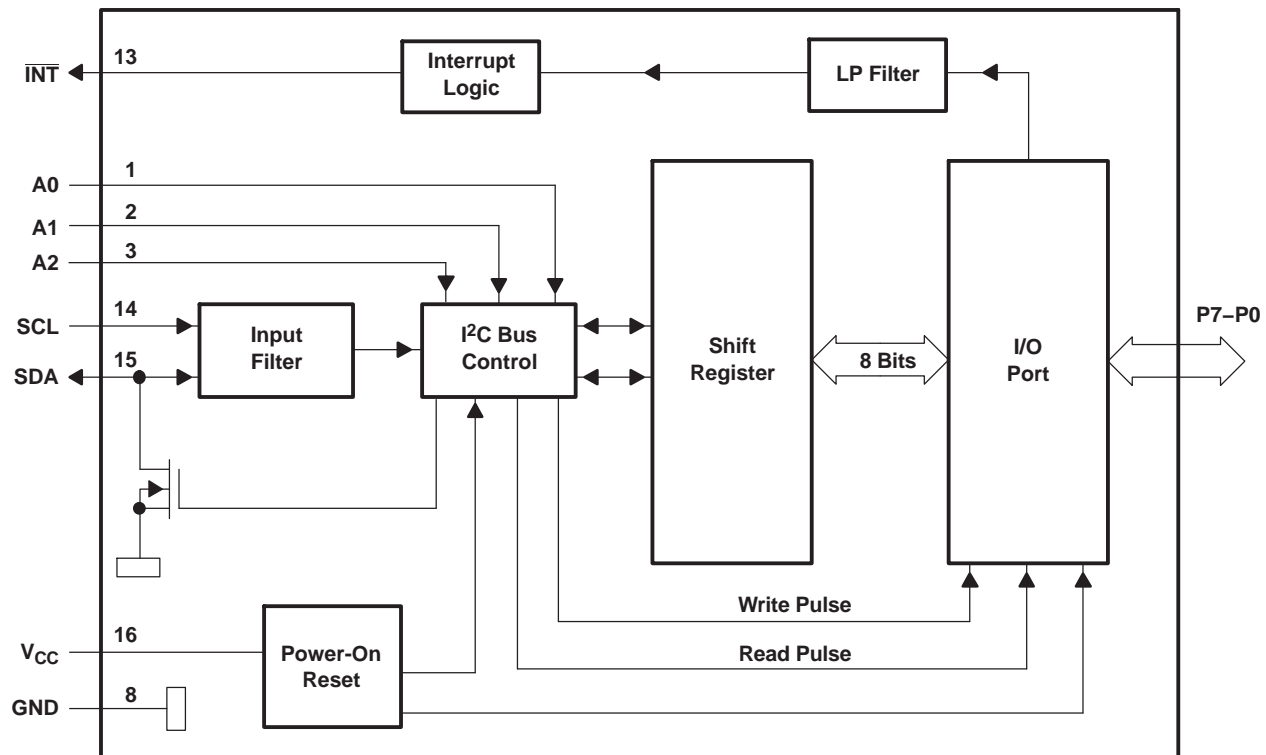 INT
13
Interrupt
Logic
LP Filter
A0
1
A1
2
A2
3
SCL
14
SDA
15
Input
Filter
I2C Bus
Control
Shift
Register
8 Bits
I/O
Port
P7–P0
Write Pulse
Read Pulse
VCC
16
Power-On
Reset
GND
8